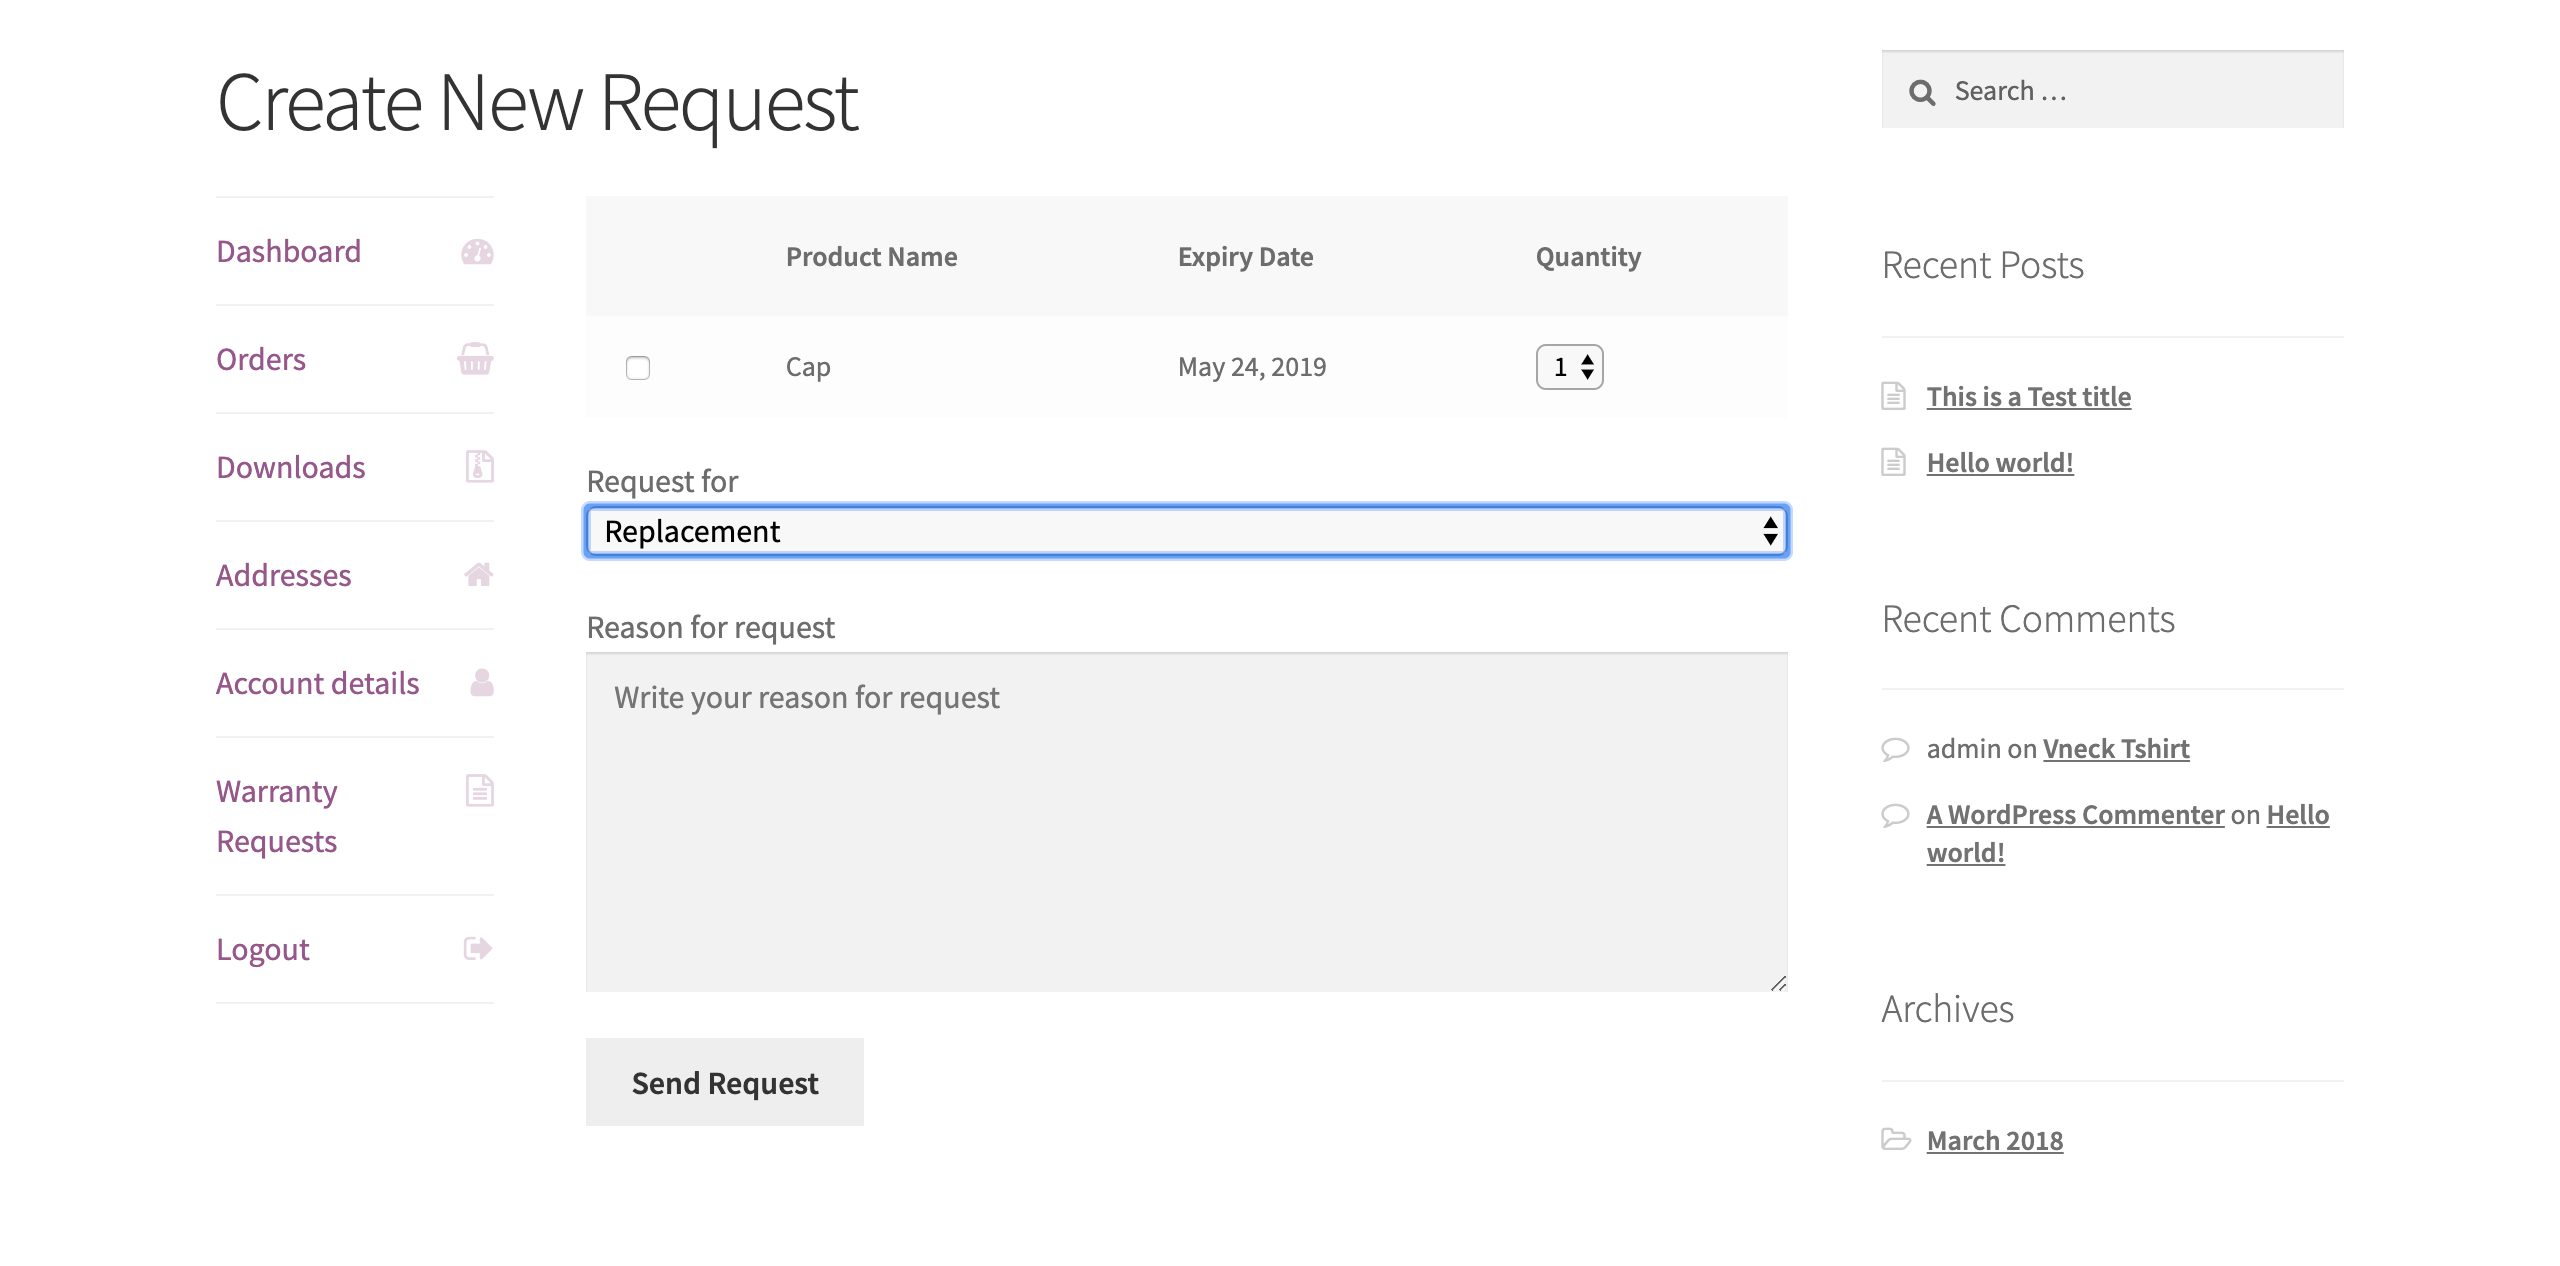 Create New Request
Dashboard
Orders
Downloads
Addresses
Account details
Warranty
Requests
Logout
Product Name Expiry Date Quantity
Cap May 24, 2019 1
Request for
Replacement
Reason for request
Write your reason for request
Send Request
Search …
Recent Posts
This is a Test title
Hello world!
Recent Comments
admin on Vneck Tshirt
A WordPress Commenter on Hello
world!
Archives
March 2018